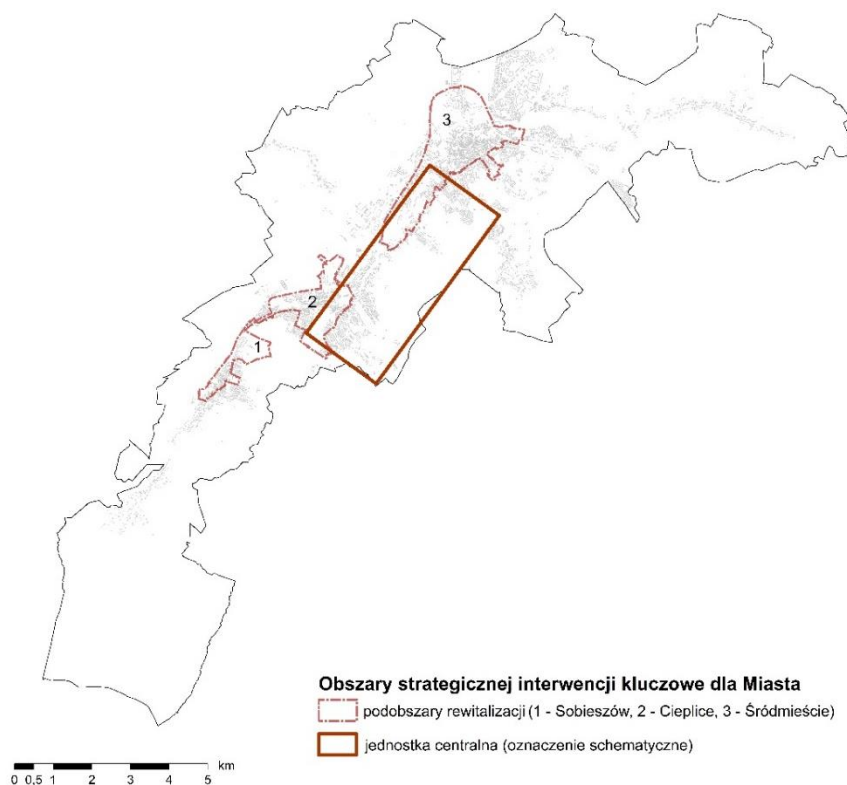 3
2
1
Obszary strategicznej interwencji kluczowe dla Miasta
podobszary rewitalizacji (1 - Sobieszów, 2 - Cieplice, 3 - Śródmieście)
jednostka centralna (oznaczenie schematyczne)
km
0 0,5 1 2 3 4 5